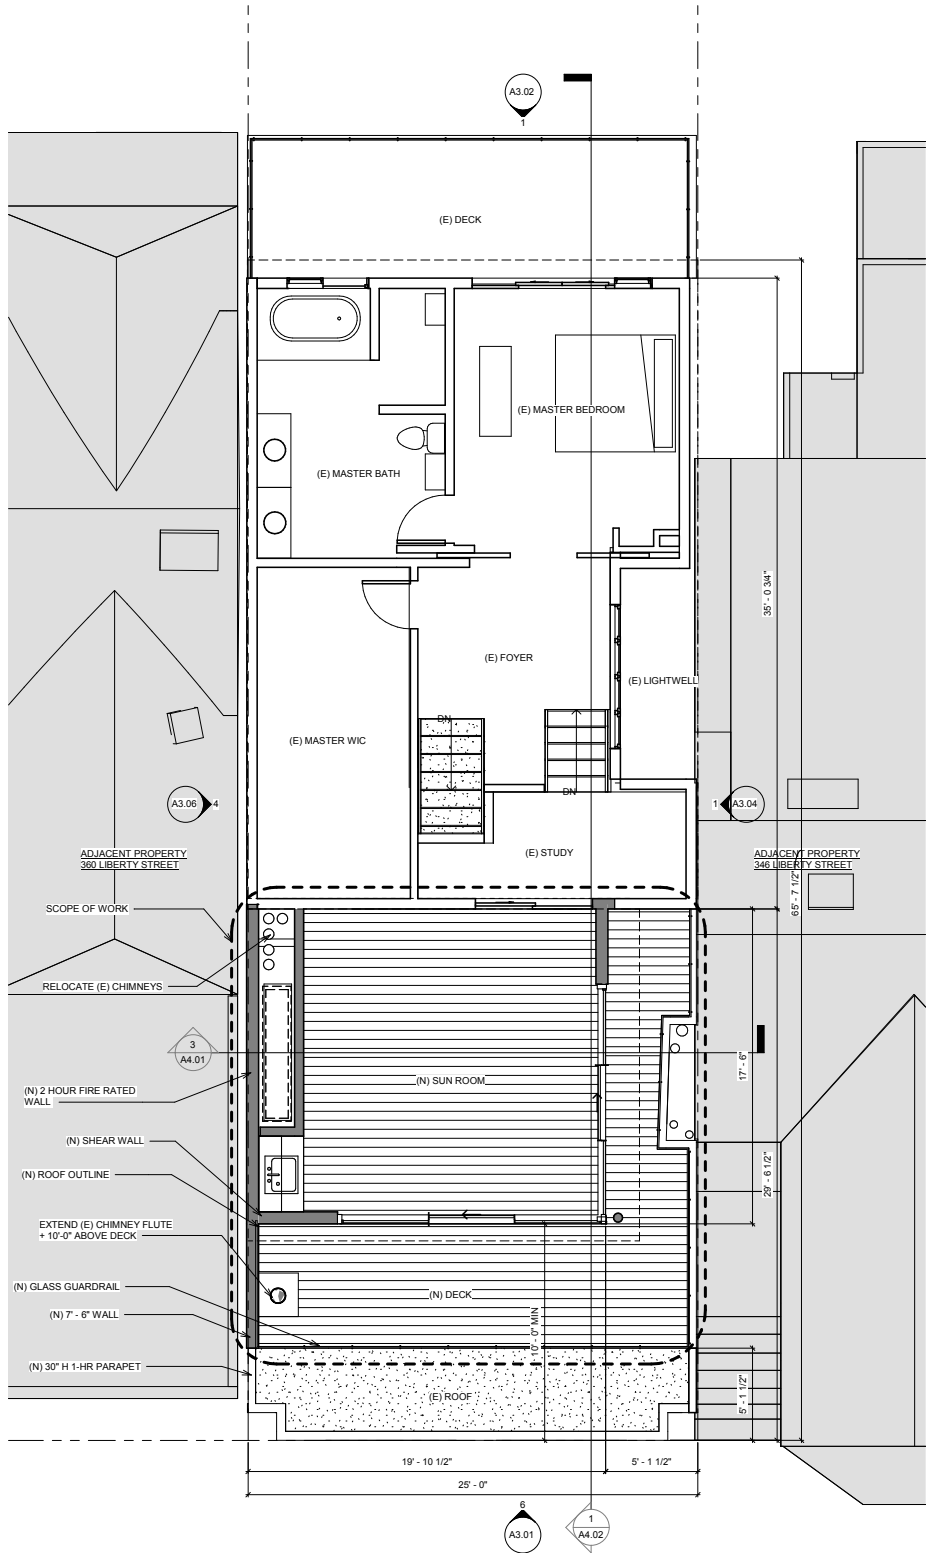 A3.02
1
(E) DECK
(E) MASTER BEDROOM
(E) MASTER BATH
35' - 0 3/4"
(E) FOYER
(E) LIGHTWELL
DN
(E) MASTER WIC
DN
A3.06
4
1
A3.04
ADJACENT PROPERTY
360 LIBERTY STREET
(E) STUDY
ADJACENT PROPERTY
346 LIBERTY STREET
65' - 7 1/2"
SCOPE OF WORK
RELOCATE (E) CHIMNEYS
3
A4.01
17' - 6"
(N) SUN ROOM
(N) 2 HOUR FIRE RATED
WALL
(N) SHEAR WALL
(N) ROOF OUTLINE
29' - 6 1/2"
EXTEND (E) CHIMNEY FLUTE
+ 10'-0" ABOVE DECK
(N) GLASS GUARDRAIL
(N) DECK
(N) 7' - 6" WALL
10' - 0" MIN
(N) 30" H 1-HR PARAPET
(E) ROOF
5' - 1 1/2"
19' - 10 1/2"
5' - 1 1/2"
25' - 0"
6
A3.01
1
A4.02